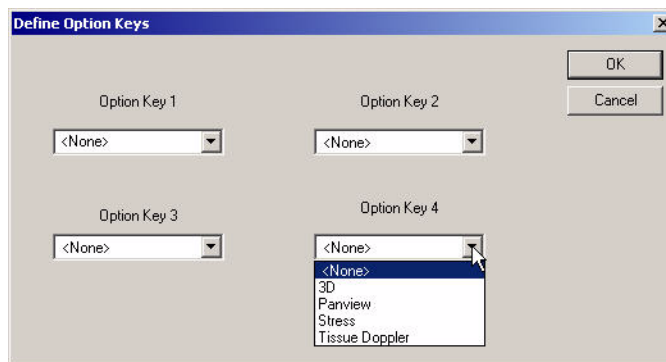 Define Option Keys
OK
Cancel
Option Key 1
Option Key 2
<None>
<None>
Option Key 3
Option Key 4
<None>
<None>
<None>
3D
Panview
Stress
Tissue Doppler